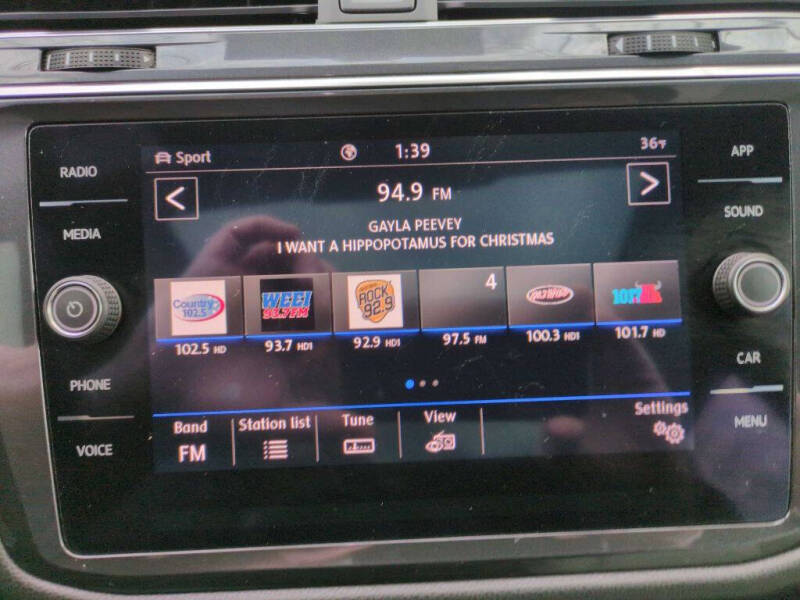 Sport 1:39 36°F
RADIO
APP
94.9 FM
GAYLA PEEVEY
I WANT A HIPPOPOTAMUS FOR CHRISTMAS
MEDIA
SOUND
Country 102.5
WEEI 93.7FM
ROCK 92.9
4
101.7
102.5 HD
93.7 HD1
92.9 HD1
97.5 FM
100.3 HD1
101.7 HD
PHONE
CAR
VOICE
MENU
Band
FM
Station list
Tune
View
Settings